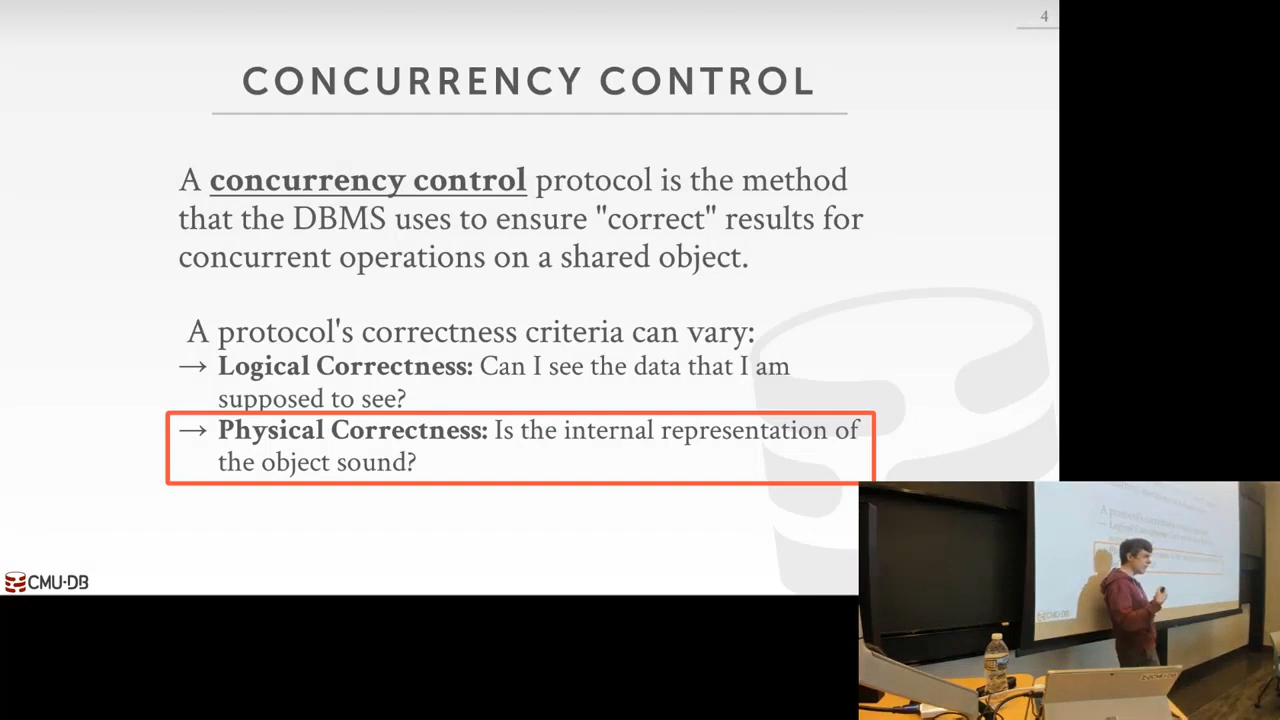 4
CONCURRENCY CONTROL
A concurrency control protocol is the method
that the DBMS uses to ensure "correct" results for
concurrent operations on a shared object.
A protocol's correctness criteria can vary:
→ Logical Correctness: Can I see the data that I am
supposed to see?
→ Physical Correctness: Is the internal representation of
the object sound?
CMU·DB